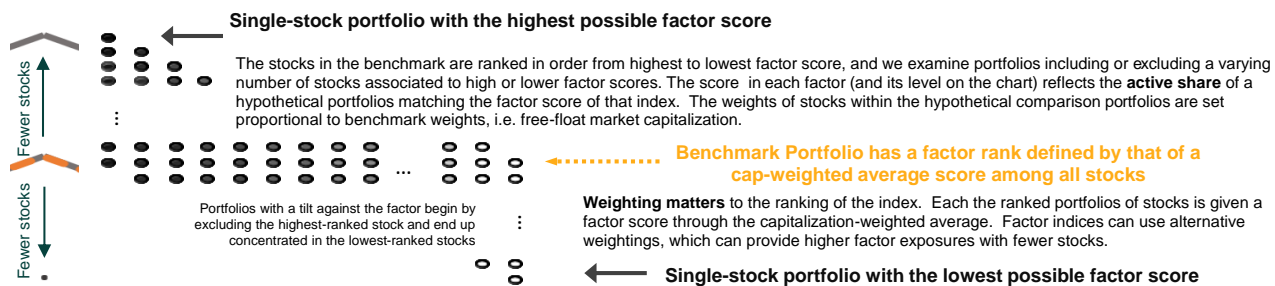 Single-stock portfolio with the highest possible factor score
The stocks in the benchmark are ranked in order from highest to lowest factor score, and we examine portfolios including or excluding a varying
number of stocks associated to high or lower factor scores. The score in each factor (and its level on the chart) reflects the active share of a
hypothetical portfolios matching the factor score of that index. The weights of stocks within the hypothetical comparison portfolios are set
proportional to benchmark weights, i.e. free-float market capitalization.
Fewer stocks
...
Benchmark Portfolio has a factor rank defined by that of a
cap-weighted average score among all stocks
...
Fewer stocks
Portfolios with a tilt against the factor begin by
excluding the highest-ranked stock and end up
concentrated in the lowest-ranked stocks
...
Weighting matters to the ranking of the index. Each the ranked portfolios of stocks is given a
factor score through the capitalization-weighted average. Factor indices can use alternative
weightings, which can provide higher factor exposures with fewer stocks.
Single-stock portfolio with the lowest possible factor score